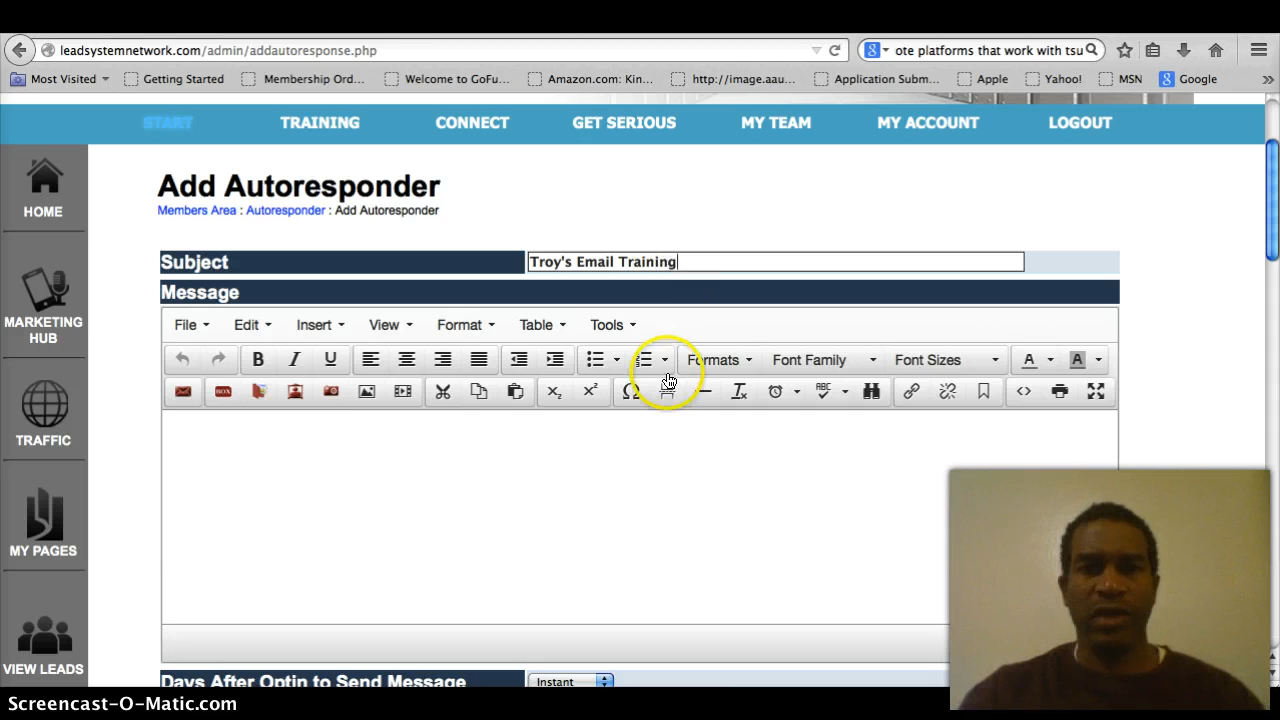 leadsystemnetwork.com/admin/addautoresponse.php
ote platforms that work with tsu
Most Visited
Getting Started
Membership Ord...
Welcome to GoFu...
Amazon.com: Kin...
http://image.aau...
Application Subm...
Apple
Yahoo!
MSN
Google
START
TRAINING
CONNECT
GET SERIOUS
MY TEAM
MY ACCOUNT
LOGOUT
HOME
MARKETING
HUB
TRAFFIC
MY PAGES
VIEW LEADS
Add Autoresponder
Members Area : Autoresponder : Add Autoresponder
Subject
Troy's Email Training
Message
File
Edit
Insert
View
Format
Table
Tools
Formats
Font Family
Font Sizes
Days After Optin to Send Message
Instant
Screencast-O-Matic.com